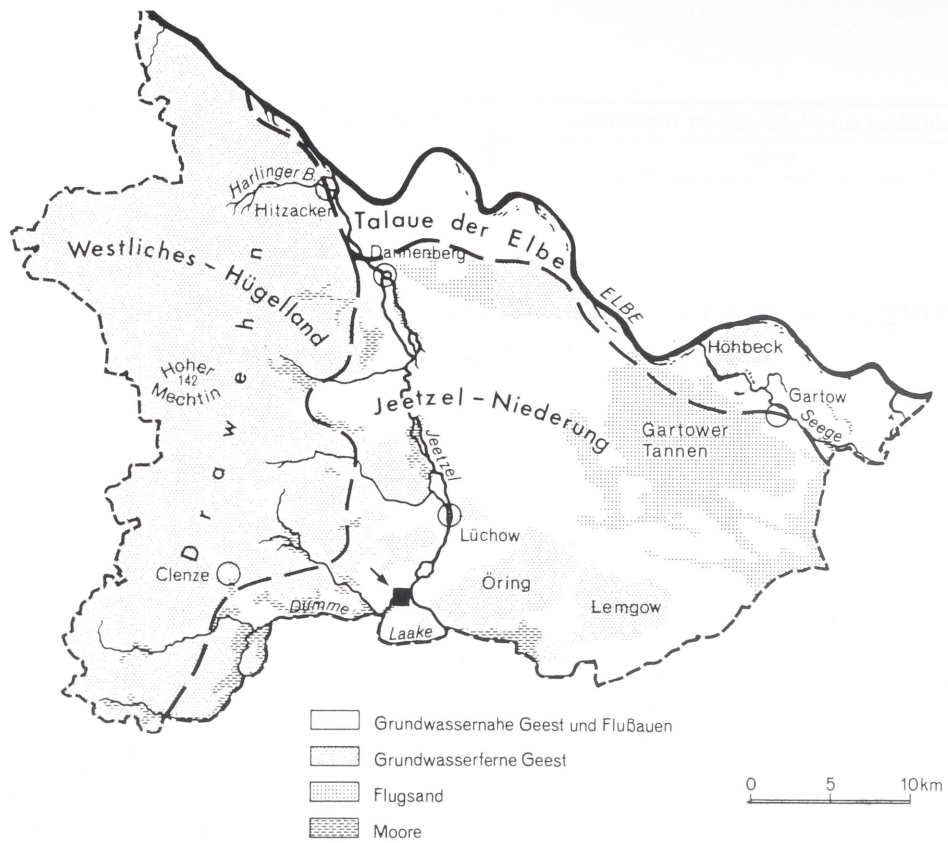 Harlinger B.
Hitzacker
Talaue der Elbe
Dannenberg
Westliches - Hügelland
ELBE
Höhbeck
Hoher
142
Mechtin
Drawehn
Gartow
Seege
Jeetzel - Niederung
Gartower
Tannen
Jeetzel
Lüchow
Clenze
Öring
Dumme
Lemgow
Laake
Grundwassernahe Geest und Flußauen
Grundwasserferne Geest
Flugsand
Moore
0 5 10km